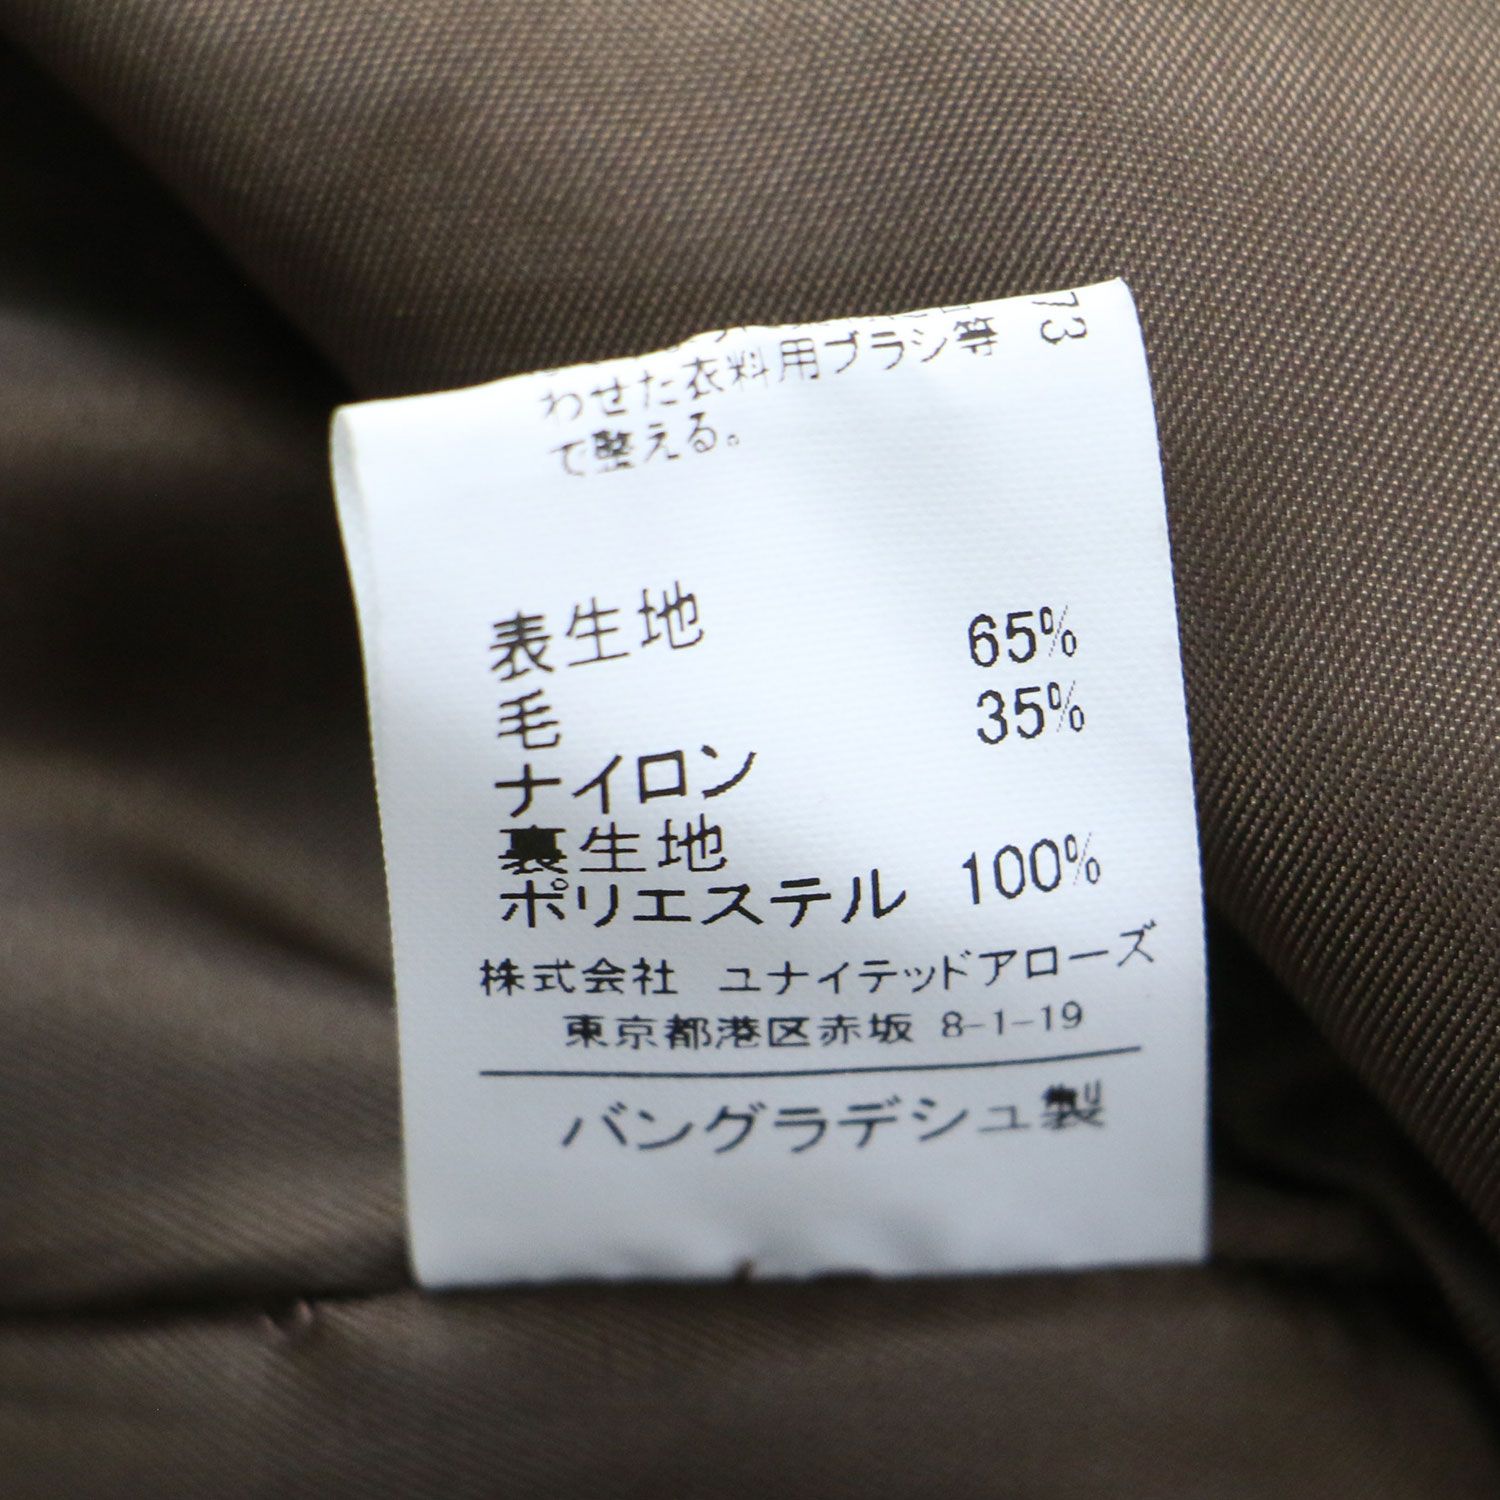 73
わせた衣料用ブラシ等
で整える。
表生地
毛 65%
ナイロン 35%
裏生地
ポリエステル 100%
株式会社 ユナイテッドアローズ
東京都港区赤坂 8-1-19
バングラデシュ製